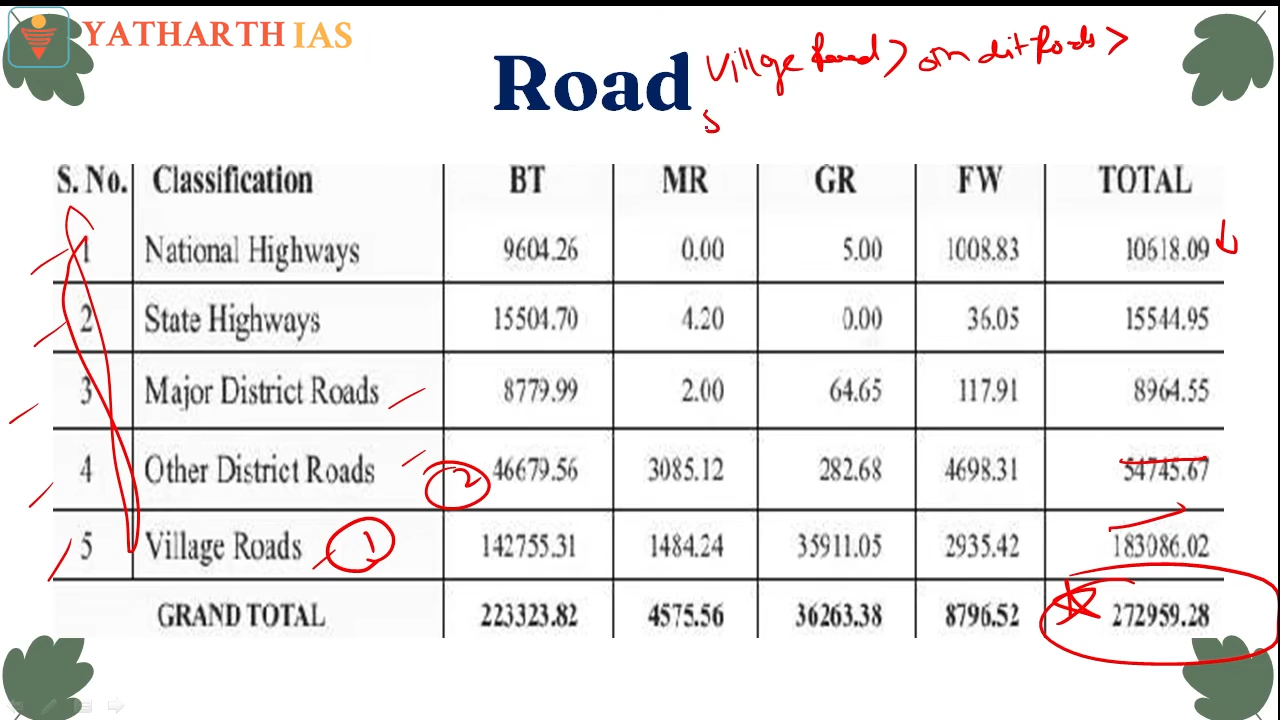 YATHARTH IAS
Road
Village Road > oth dit Roads >
S
S. No. Classification BT MR GR FW TOTAL
1 National Highways 9604.26 0.00 5.00 1008.83 10618.09
2 State Highways 15504.70 4.20 0.00 36.05 15544.95
3 Major District Roads 8779.99 2.00 64.65 117.91 8964.55
4 Other District Roads 2 46679.56 3085.12 282.68 4698.31 54745.67
5 Village Roads 1 142755.31 1484.24 35911.05 2935.42 183086.02
GRAND TOTAL 223323.82 4575.56 36263.38 8796.52 272959.28